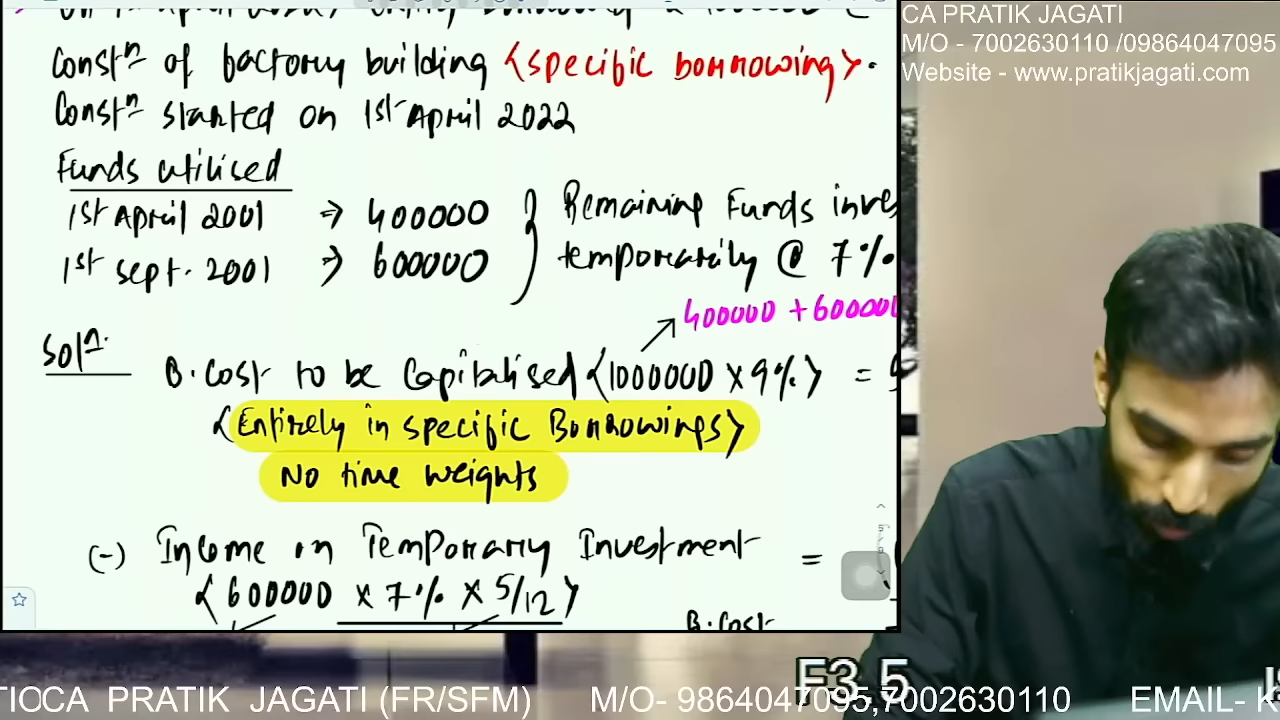 Constⁿ of factory building <specific borrowing>.
Constⁿ started on 1st April 2022
Funds utilised
1st April 2001 ⇒ 400000
1st Sept. 2001 ⇒ 600000
Remaining Funds inves
temporarily @ 7%.
400000 + 600000
Solⁿ.
B.Cost to be Capitalised <1000000 x 9%> =
<Entirely in specific Borrowings>
No time weights
(-) Income on Temporary Investment =
<600000 x 7% x 5/12>
B.Cost
CA PRATIK JAGATI
M/O - 7002630110 /09864047095
Website - www.pratikjagati.com
F3.5
CA PRATIK JAGATI (FR/SFM) M/O- 9864047095,7002630110 EMAIL- K